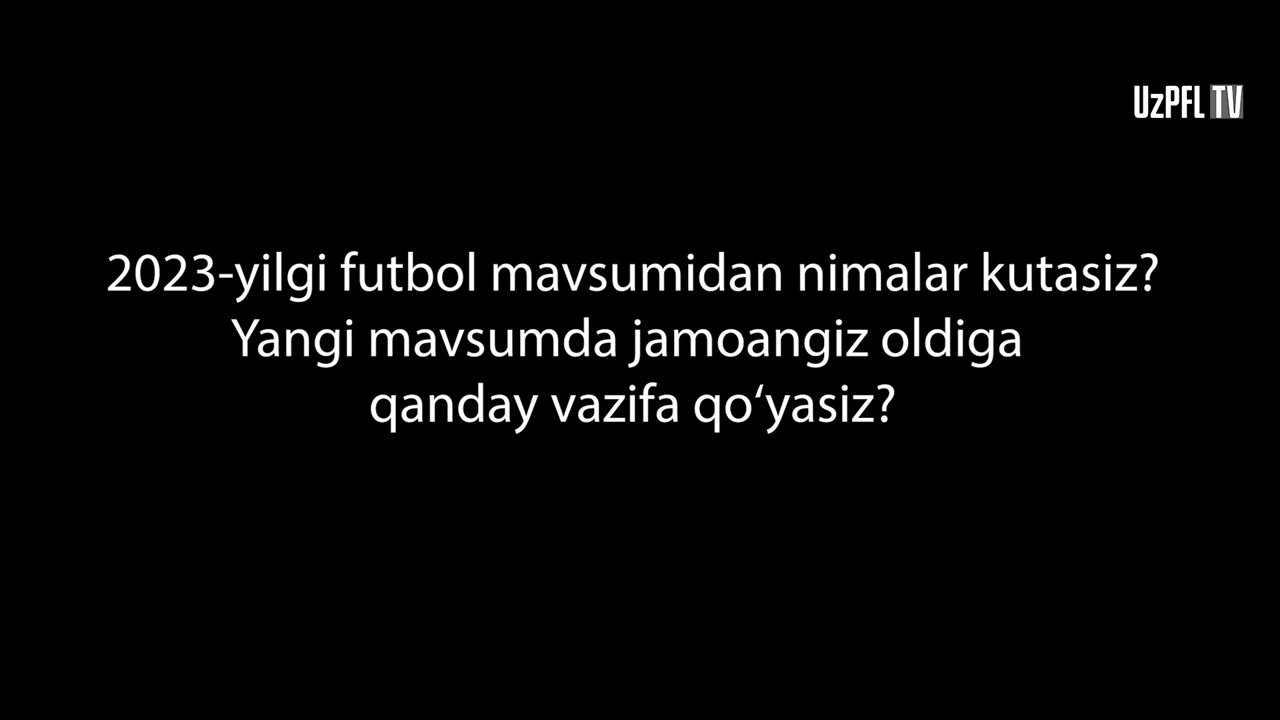 UzPFL TV
2023-yilgi futbol mavsumidan nimalar kutasiz?
Yangi mavsumda jamoangiz oldiga
qanday vazifa qo‘yasiz?